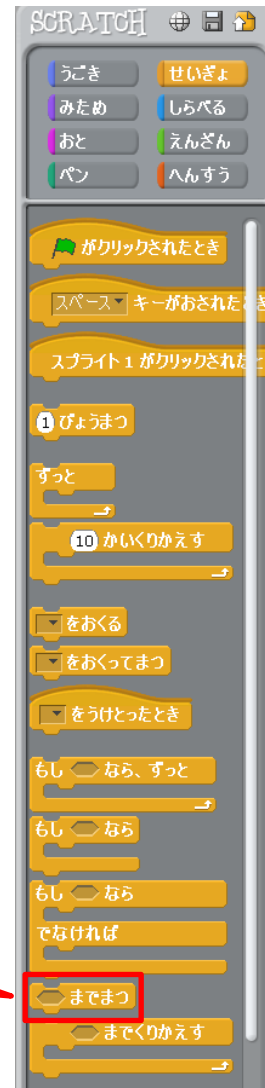 SCRATCH
うごき せいぎょ
みため しらべる
おと えんざん
ペン へんすう
がクリックされたとき
スペース キーがおされたとき
スプライト1がクリックされたと
1 びょうまつ
ずっと
10 かいくりかえす
をおくる
をおくってまつ
をうけとったとき
もし なら、ずっと
もし なら
もし なら
でなければ
までまつ
までくりかえす